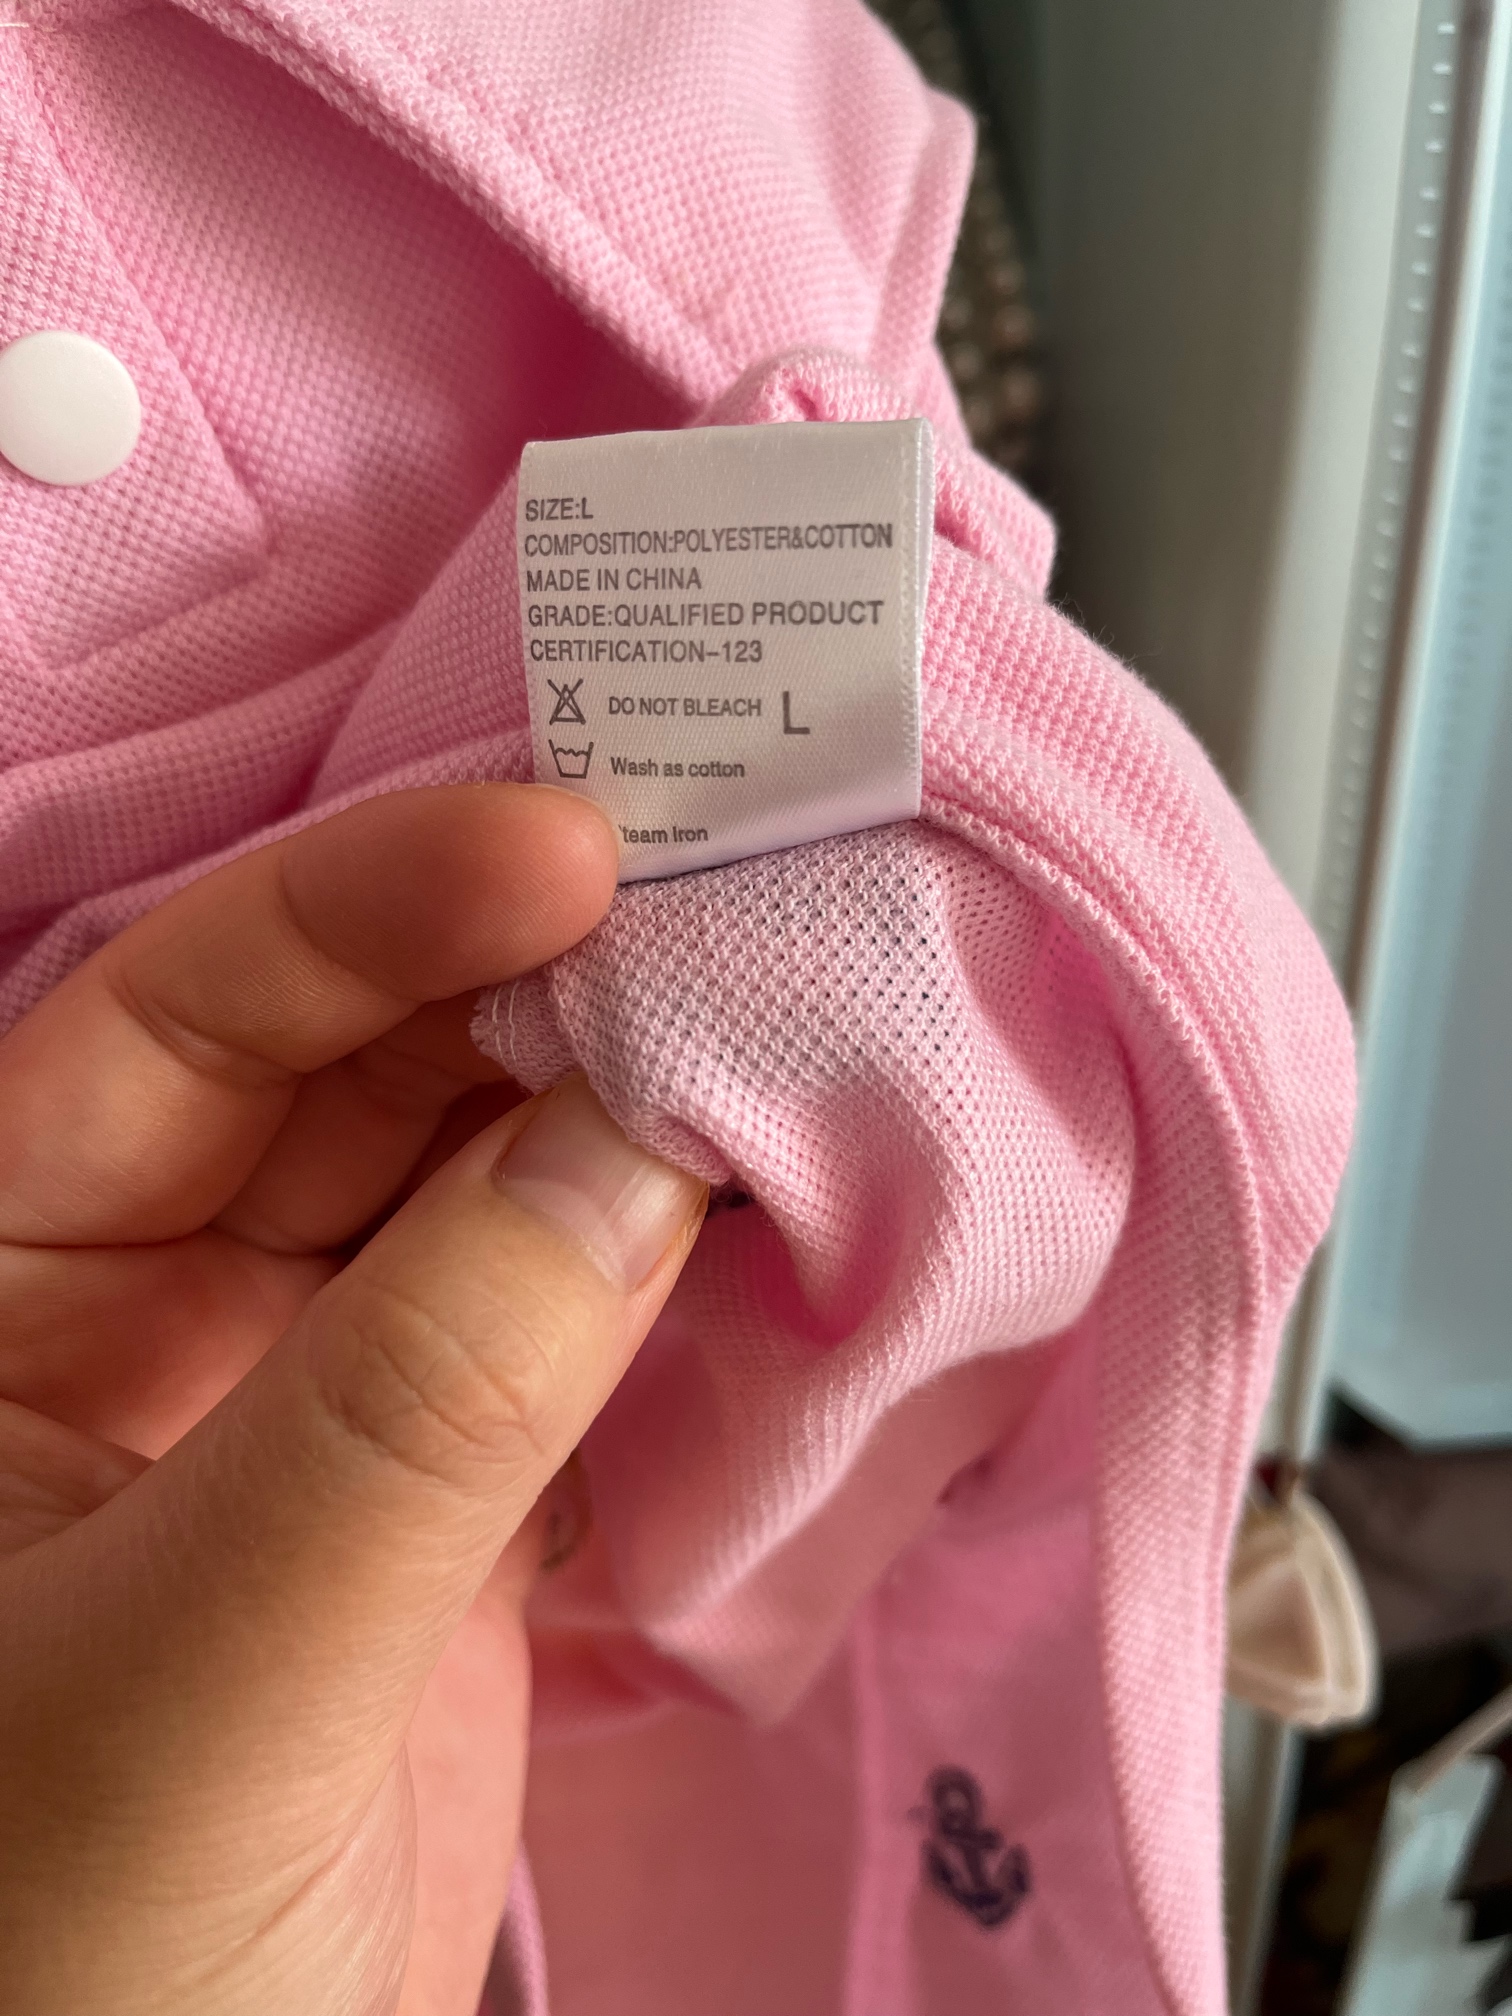 SIZE:L
COMPOSITION:POLYESTER&COTTON
MADE IN CHINA
GRADE:QUALIFIED PRODUCT
CERTIFICATION-123
DO NOT BLEACH L
Wash as cotton
team Iron